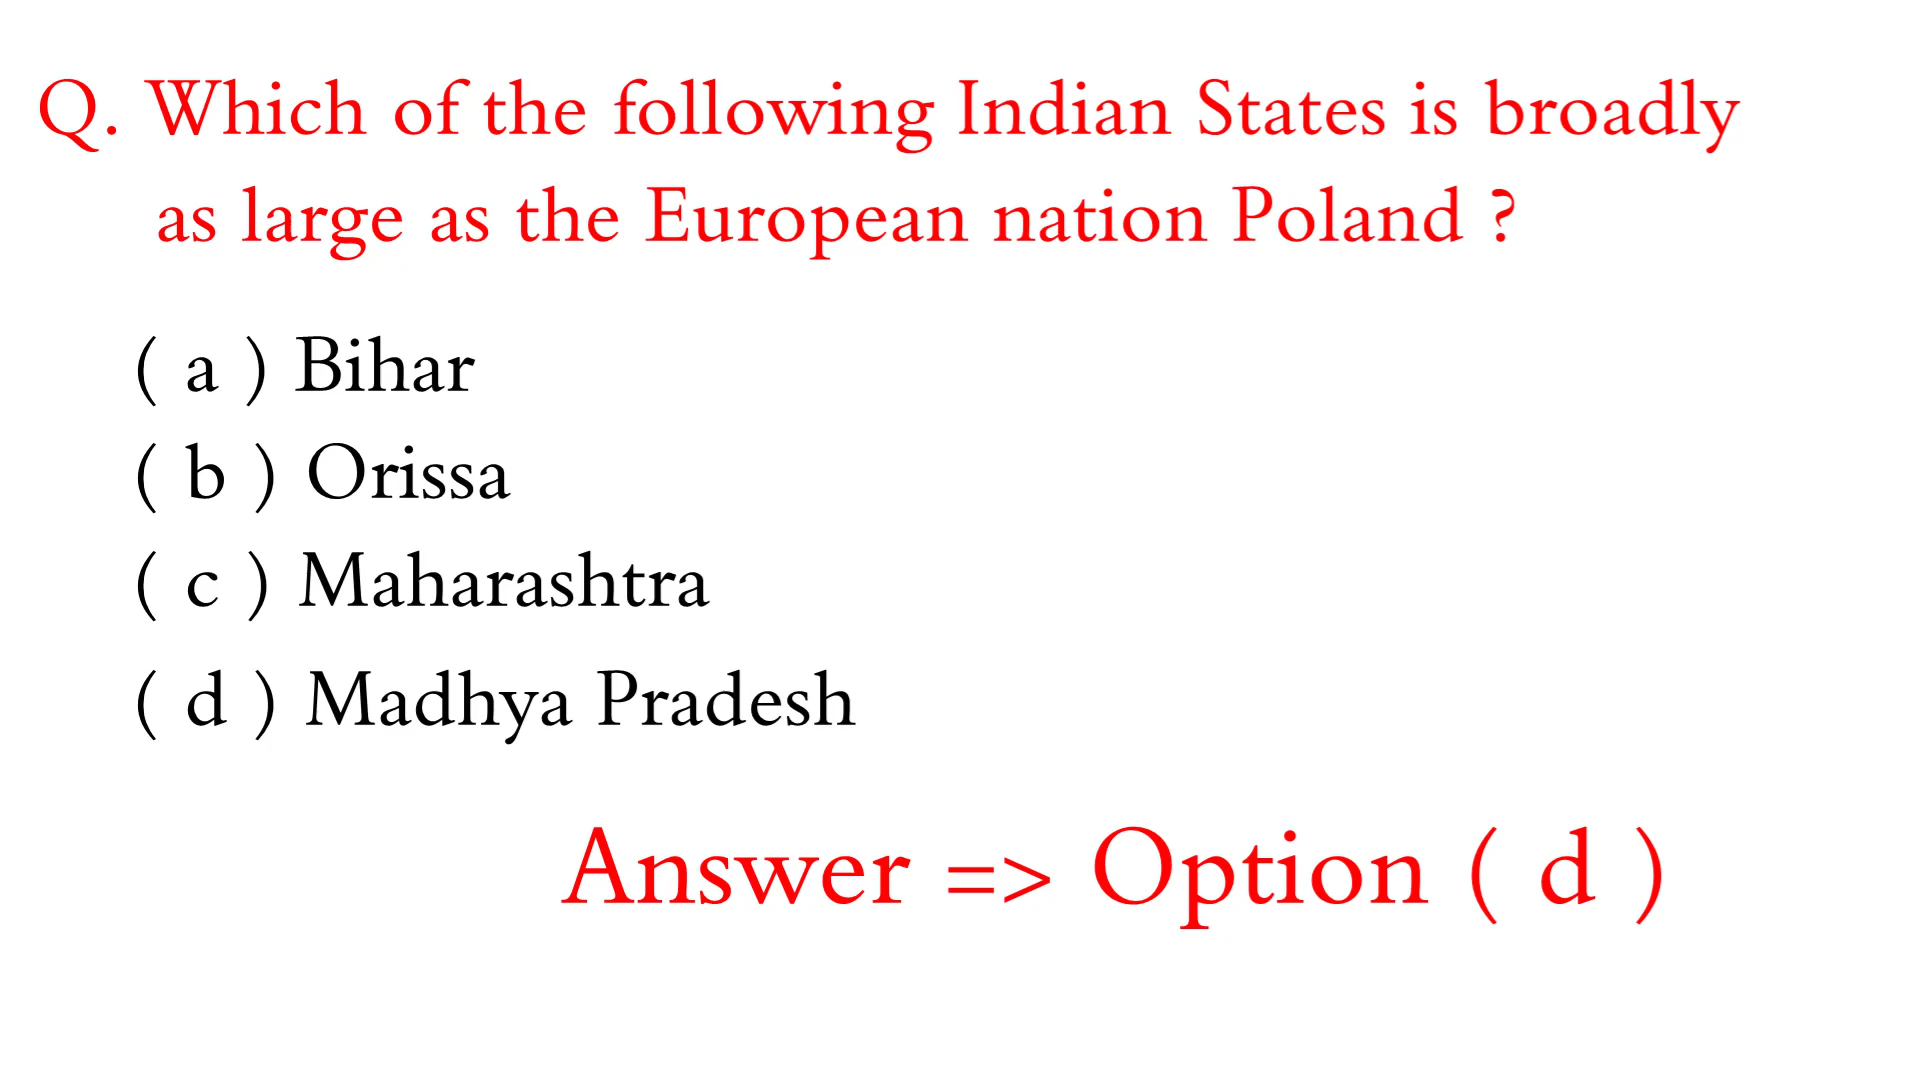 Q. Which of the following Indian States is broadly
as large as the European nation Poland ?
( a ) Bihar
( b ) Orissa
( c ) Maharashtra
( d ) Madhya Pradesh
Answer => Option ( d )